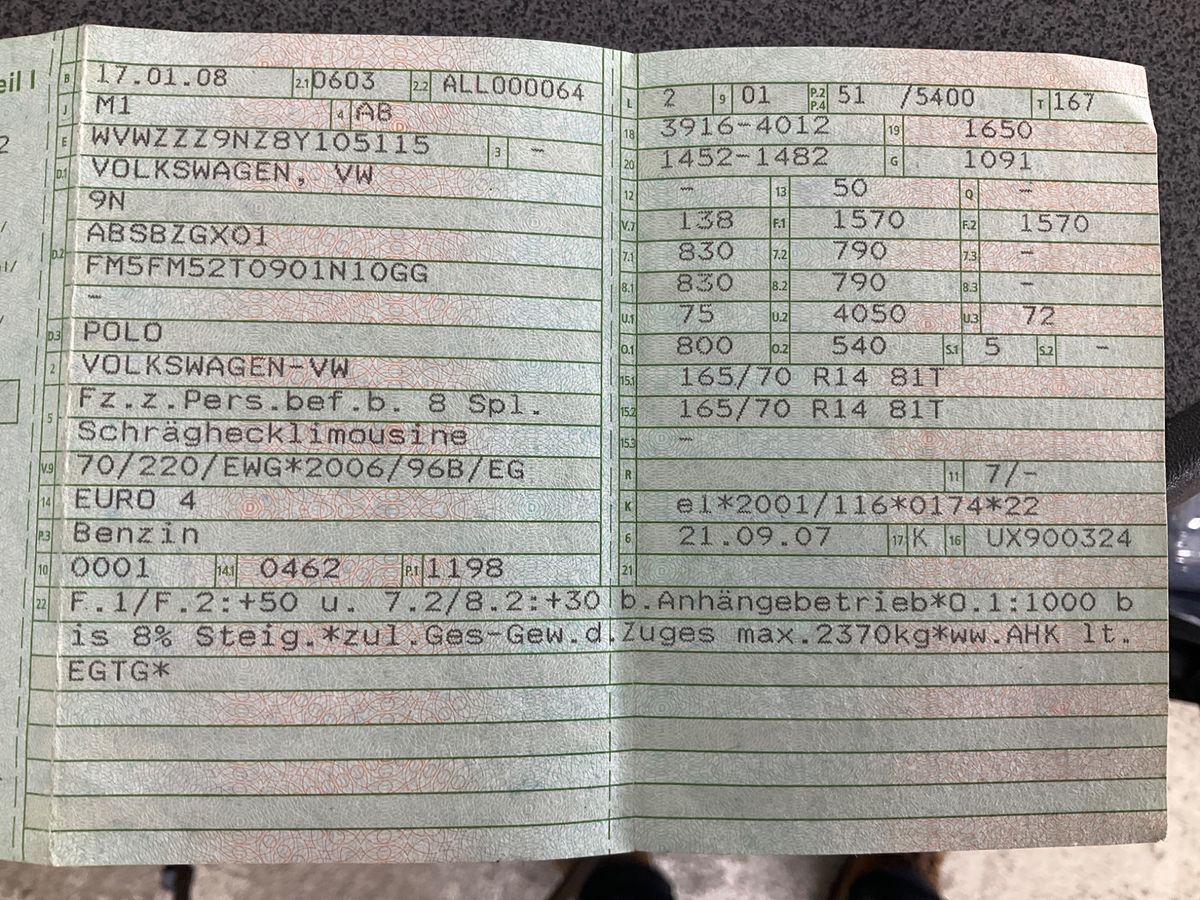 eil I
B 17.01.08 2.1 0603 2.2 ALL000064
J M1 4 AB
E WVWZZZ9NZ8Y105115 3 -
D.1 VOLKSWAGEN, VW
9N
D.2 ABSBZGX01
FM5FM52T0901N10GG
-
D.3 POLO
2 VOLKSWAGEN-VW
5 Fz.z.Pers.bef.b. 8 Spl.
Schräghecklimousine
V.9 70/220/EWG*2006/96B/EG
14 EURO 4
P.3 Benzin
10 0001 14.1 0462 P.1 1198
L 2 9 01 P.2 P.4 51 /5400 T 167
18 3916-4012 19 1650
20 1452-1482 G 1091
12 - 13 50 Q -
V.7 138 F.1 1570 F.2 1570
7.1 830 7.2 790 7.3 -
8.1 830 8.2 790 8.3 -
U.1 75 U.2 4050 U.3 72
O.1 800 O.2 540 S.1 5 S.2 -
15.1 165/70 R14 81T
15.2 165/70 R14 81T
15.3 -
R 11 7/-
K e1*2001/116*0174*22
6 21.09.07 17 K 16 UX900324
21
22 F.1/F.2:+50 u. 7.2/8.2:+30 b.Anhängebetrieb*O.1:1000 b
is 8% Steig.*zul.Ges-Gew.d.Zuges max.2370kg*ww.AHK lt.
EGTG*